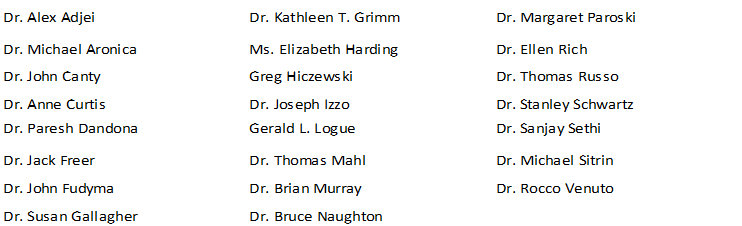 Dr. Alex Adjei
Dr. Michael Aronica
Dr. John Canty
Dr. Anne Curtis
Dr. Paresh Dandona
Dr. Jack Freer
Dr. John Fudyma
Dr. Susan Gallagher
Dr. Kathleen T. Grimm
Ms. Elizabeth Harding
Greg Hiczewski
Dr. Joseph Izzo
Gerald L. Logue
Dr. Thomas Mahl
Dr. Brian Murray
Dr. Bruce Naughton
Dr. Margaret Paroski
Dr. Ellen Rich
Dr. Thomas Russo
Dr. Stanley Schwartz
Dr. Sanjay Sethi
Dr. Michael Sitrin
Dr. Rocco Venuto